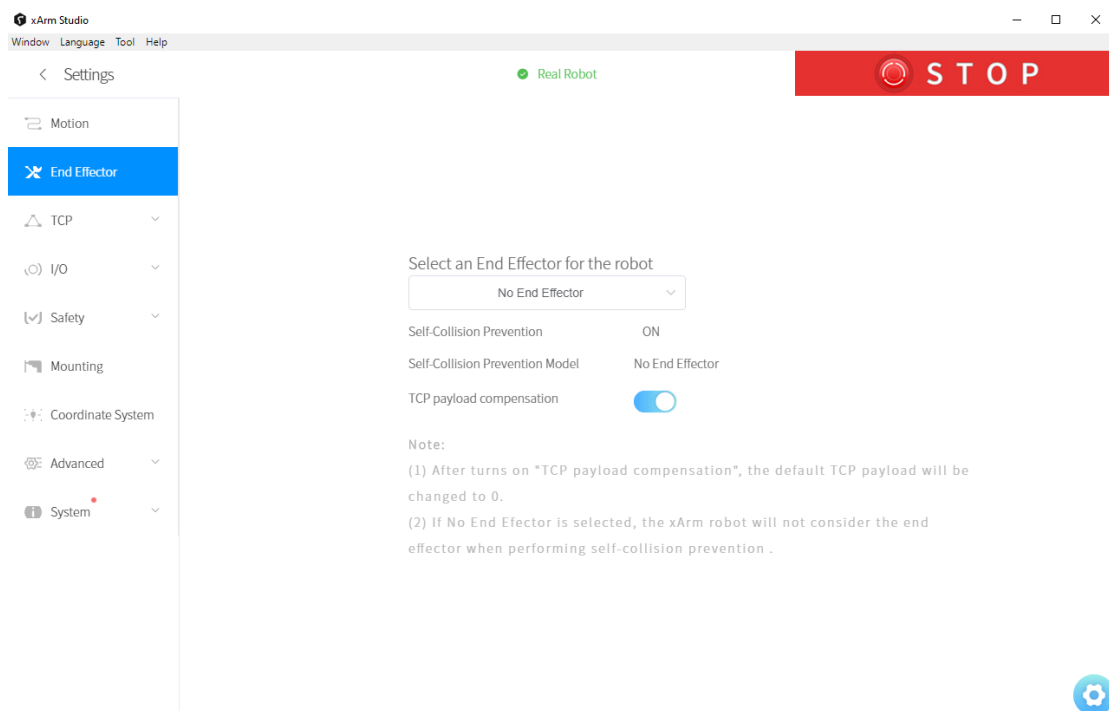 xArm Studio
Window Language Tool Help
Settings
Real Robot
STOP
Motion
End Effector
TCP
I/O
Safety
Mounting
Coordinate System
Advanced
System
Select an End Effector for the robot
No End Effector
Self-Collision Prevention ON
Self-Collision Prevention Model No End Effector
TCP payload compensation
Note:
(1) After turns on “TCP payload compensation”, the default TCP payload will be
changed to 0.
(2) If No End Efector is selected, the xArm robot will not consider the end
effector when performing self-collision prevention .